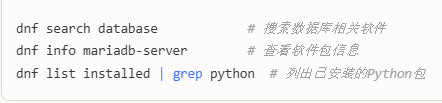 dnf search database # 搜索数据库相关软件
dnf info mariadb-server # 查看软件包信息
dnf list installed | grep python # 列出已安装的Python包